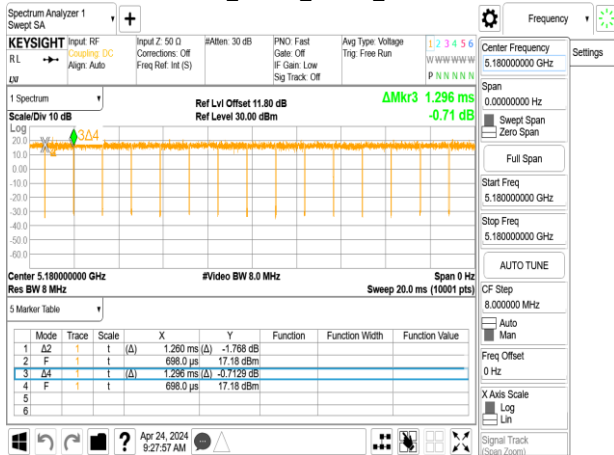 Spectrum Analyzer 1
Swept SA
+
Frequency
KEYSIGHT
RL
LXI
Input: RF
Coupling: DC
Align: Auto
Input Z: 50 Ω
Corrections: Off
Freq Ref: Int (S)
#Atten: 30 dB
PNO: Fast
Gate: Off
IF Gain: Low
Sig Track: Off
Avg Type: Voltage
Trig: Free Run
1 2 3 4 5 6
W W W W W W
P N N N N N
Center Frequency
5.180000000 GHz
Settings
Span
0.00000000 Hz
Swept Span
Zero Span
Full Span
Start Freq
5.180000000 GHz
Stop Freq
5.180000000 GHz
AUTO TUNE
CF Step
8.000000 MHz
Auto
Man
Freq Offset
0 Hz
X Axis Scale
Log
Lin
Signal Track
(Span Zoom)
1 Spectrum
Scale/Div 10 dB
Log
Ref Lvl Offset 11.80 dB
Ref Level 30.00 dBm
ΔMkr3 1.296 ms
-0.71 dB
3Δ4
20.0
10.0
0.00
-10.0
-20.0
-30.0
-40.0
-50.0
-60.0
Center 5.180000000 GHz
Res BW 8 MHz
#Video BW 8.0 MHz
Span 0 Hz
Sweep 20.0 ms (10001 pts)
5 Marker Table
Mode Trace Scale X Y Function Function Width Function Value
1 Δ2 1 t (Δ) 1.260 ms (Δ) -1.768 dB
2 F 1 t 698.0 µs 17.18 dBm
3 Δ4 1 t (Δ) 1.296 ms (Δ) -0.7129 dB
4 F 1 t 698.0 µs 17.18 dBm
5
6
?
Apr 24, 2024
9:27:57 AM